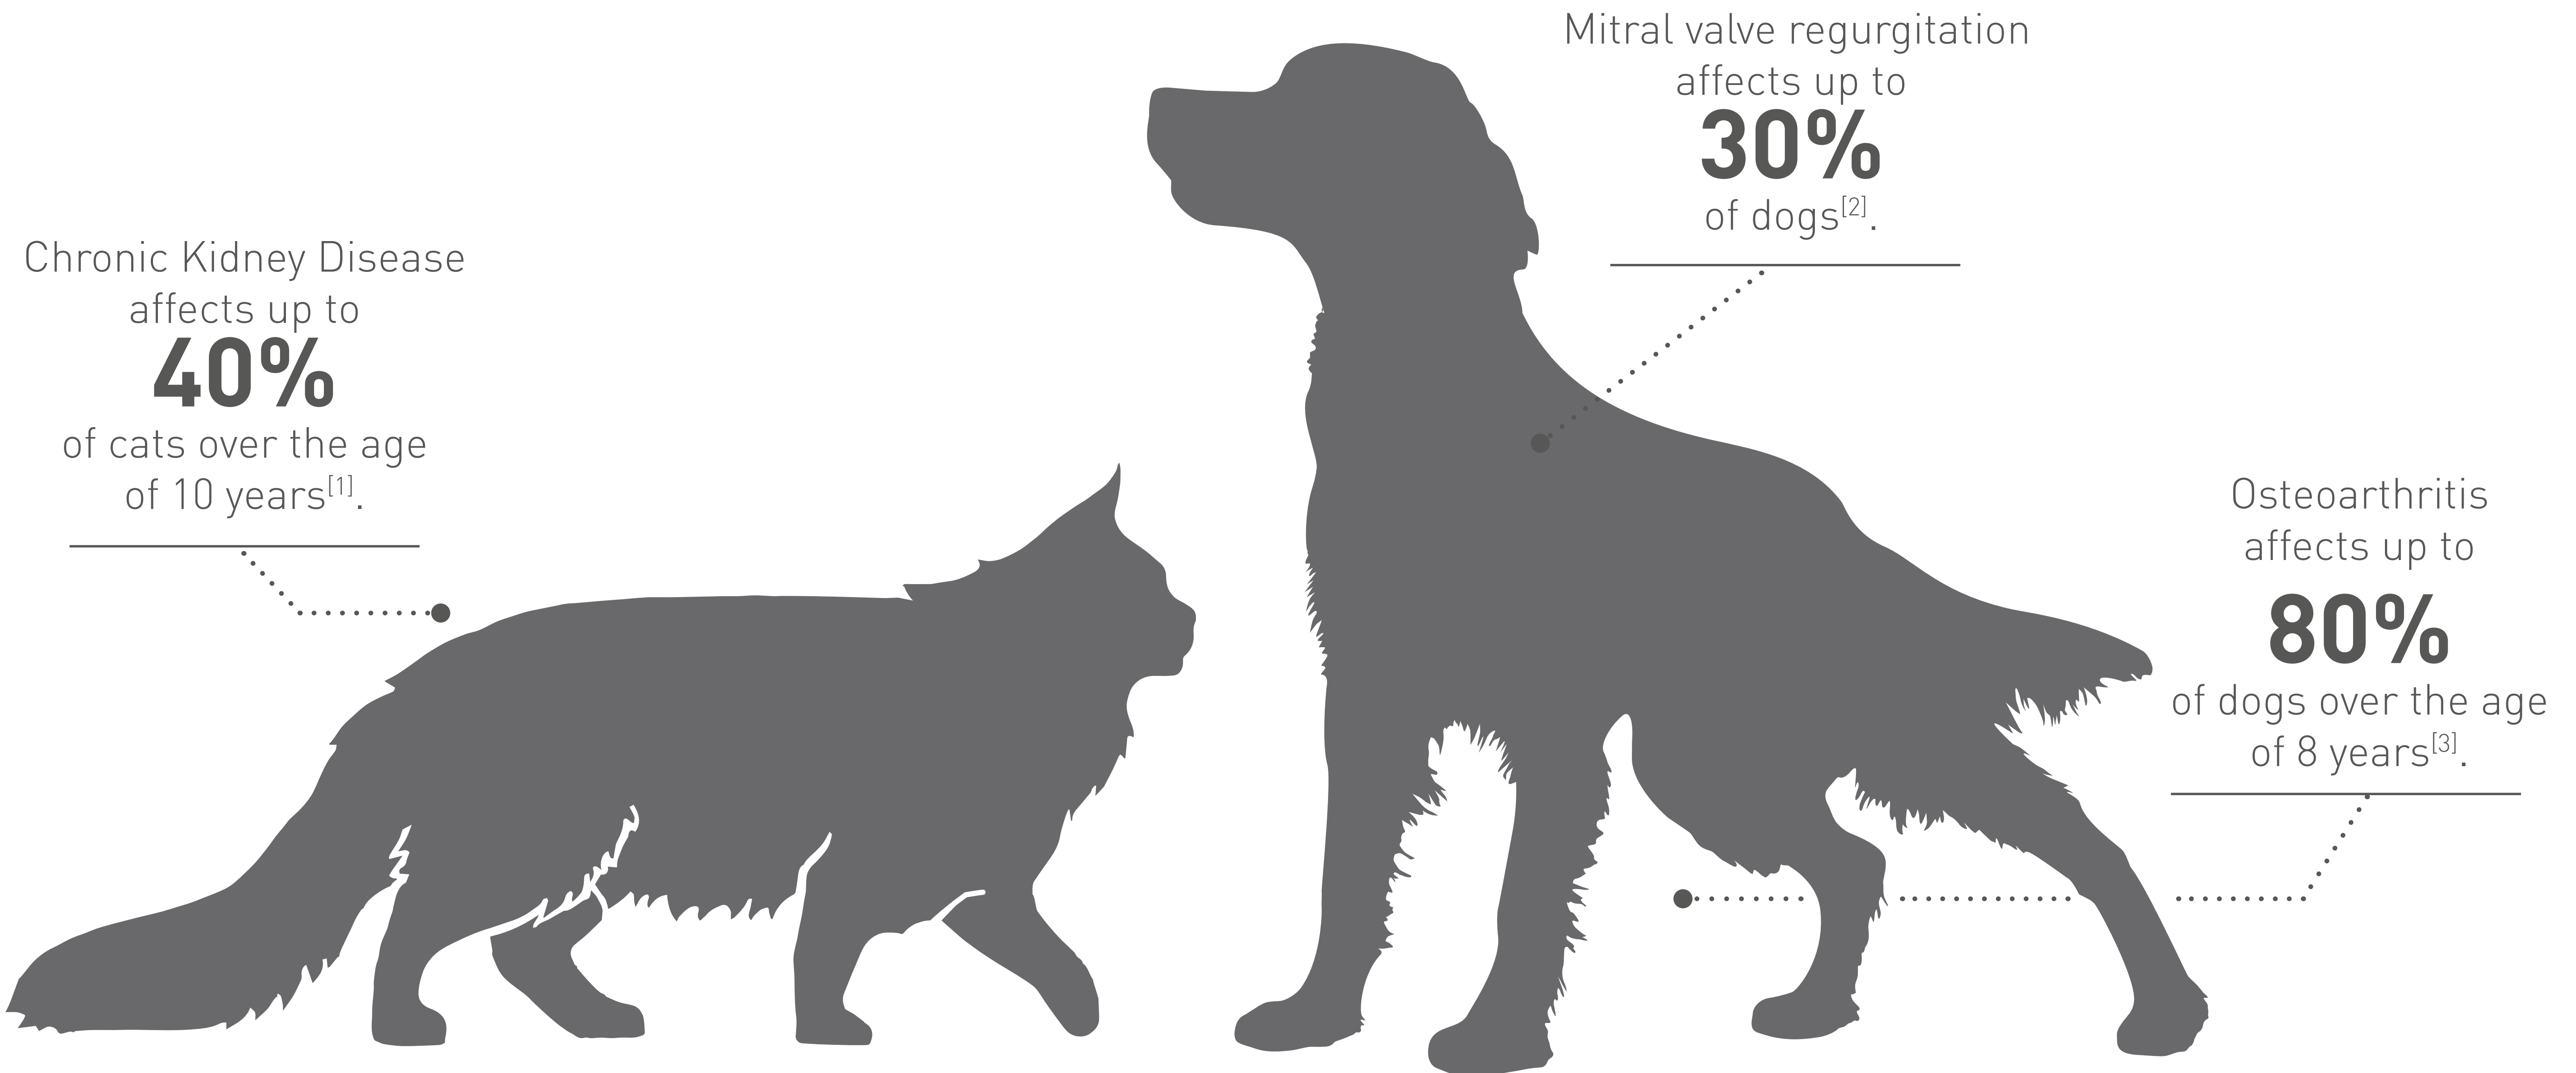 Mitral valve regurgitation
affects up to
30%
of dogs[2].
Chronic Kidney Disease
affects up to
40%
of cats over the age
of 10 years[1].
Osteoarthritis
affects up to
80%
of dogs over the age
of 8 years[3].